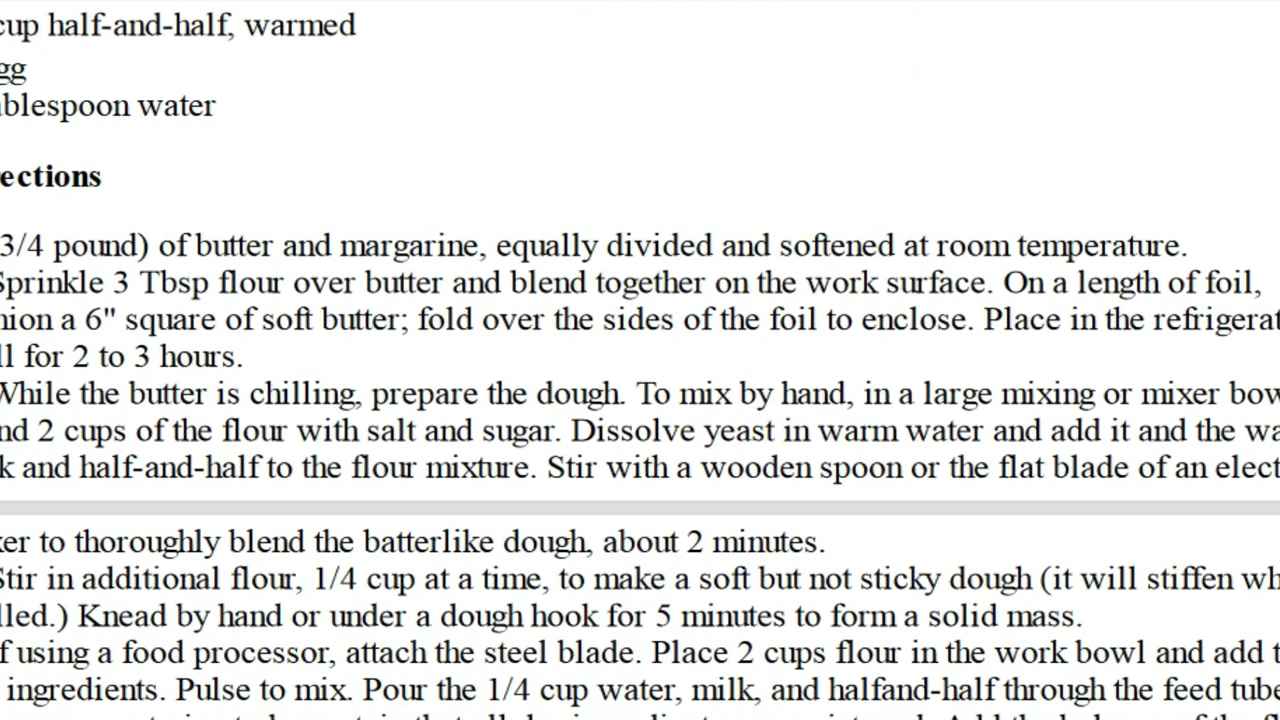 cup half-and-half, warmed
gg
ablespoon water
ections
3/4 pound) of butter and margarine, equally divided and softened at room temperature.
Sprinkle 3 Tbsp flour over butter and blend together on the work surface. On a length of foil,
hion a 6" square of soft butter; fold over the sides of the foil to enclose. Place in the refrigerat
ll for 2 to 3 hours.
While the butter is chilling, prepare the dough. To mix by hand, in a large mixing or mixer bow
nd 2 cups of the flour with salt and sugar. Dissolve yeast in warm water and add it and the wa
k and half-and-half to the flour mixture. Stir with a wooden spoon or the flat blade of an elect
xer to thoroughly blend the batterlike dough, about 2 minutes.
Stir in additional flour, 1/4 cup at a time, to make a soft but not sticky dough (it will stiffen wh
lled.) Knead by hand or under a dough hook for 5 minutes to form a solid mass.
f using a food processor, attach the steel blade. Place 2 cups flour in the work bowl and add t
ingredients. Pulse to mix. Pour the 1/4 cup water, milk, and halfand-half through the feed tube